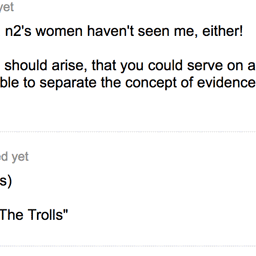 yet
n2's women haven't seen me, either!
should arise, that you could serve on a
ble to separate the concept of evidence
d yet
s)
The Trolls"